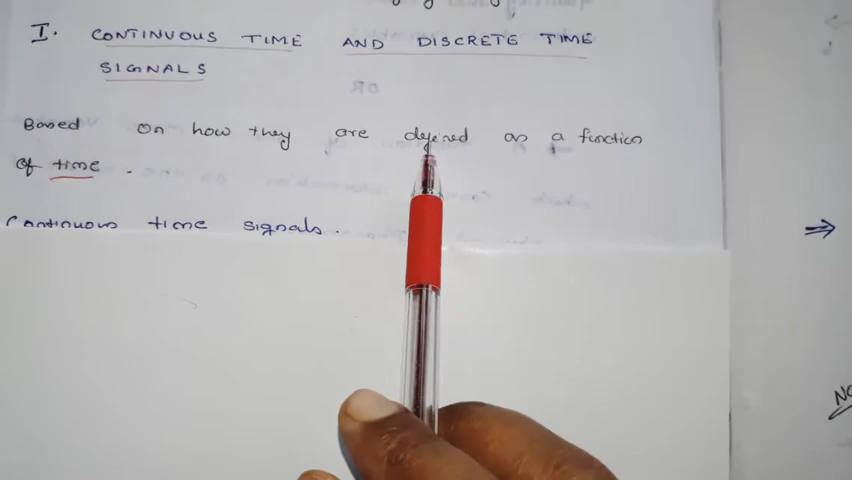 I. CONTINUOUS TIME AND DISCRETE TIME
SIGNALS
Based on how they are defined as a function
of time.
Continuous time signals.
⇒
NO